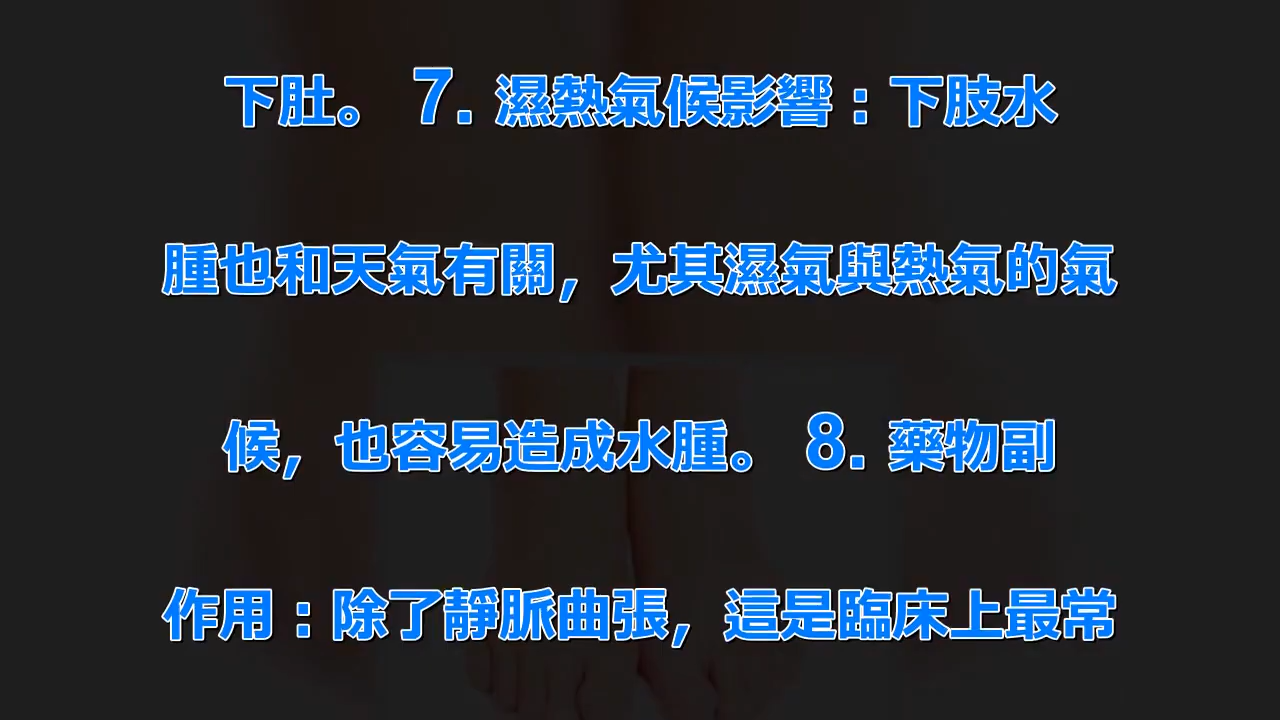 下肚。 7. 濕熱氣候影響：下肢水
腫也和天氣有關，尤其濕氣與熱氣的氣
候，也容易造成水腫。 8. 藥物副
作用：除了靜脈曲張，這是臨床上最常